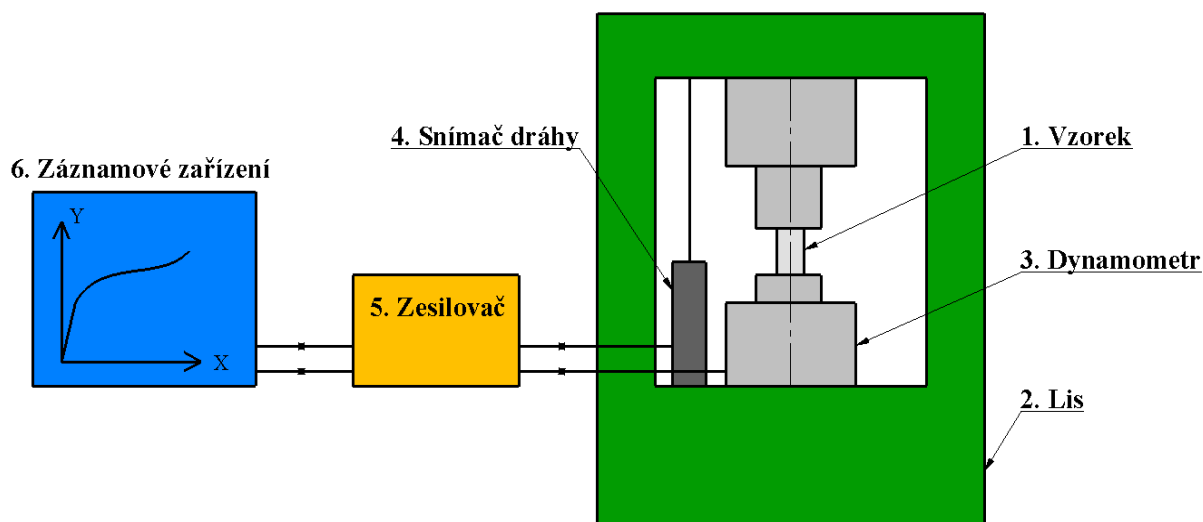 4. Snímač dráhy
1. Vzorek
6. Záznamové zařízení
Y
3. Dynamometr
5. Zesilovač
X
2. Lis